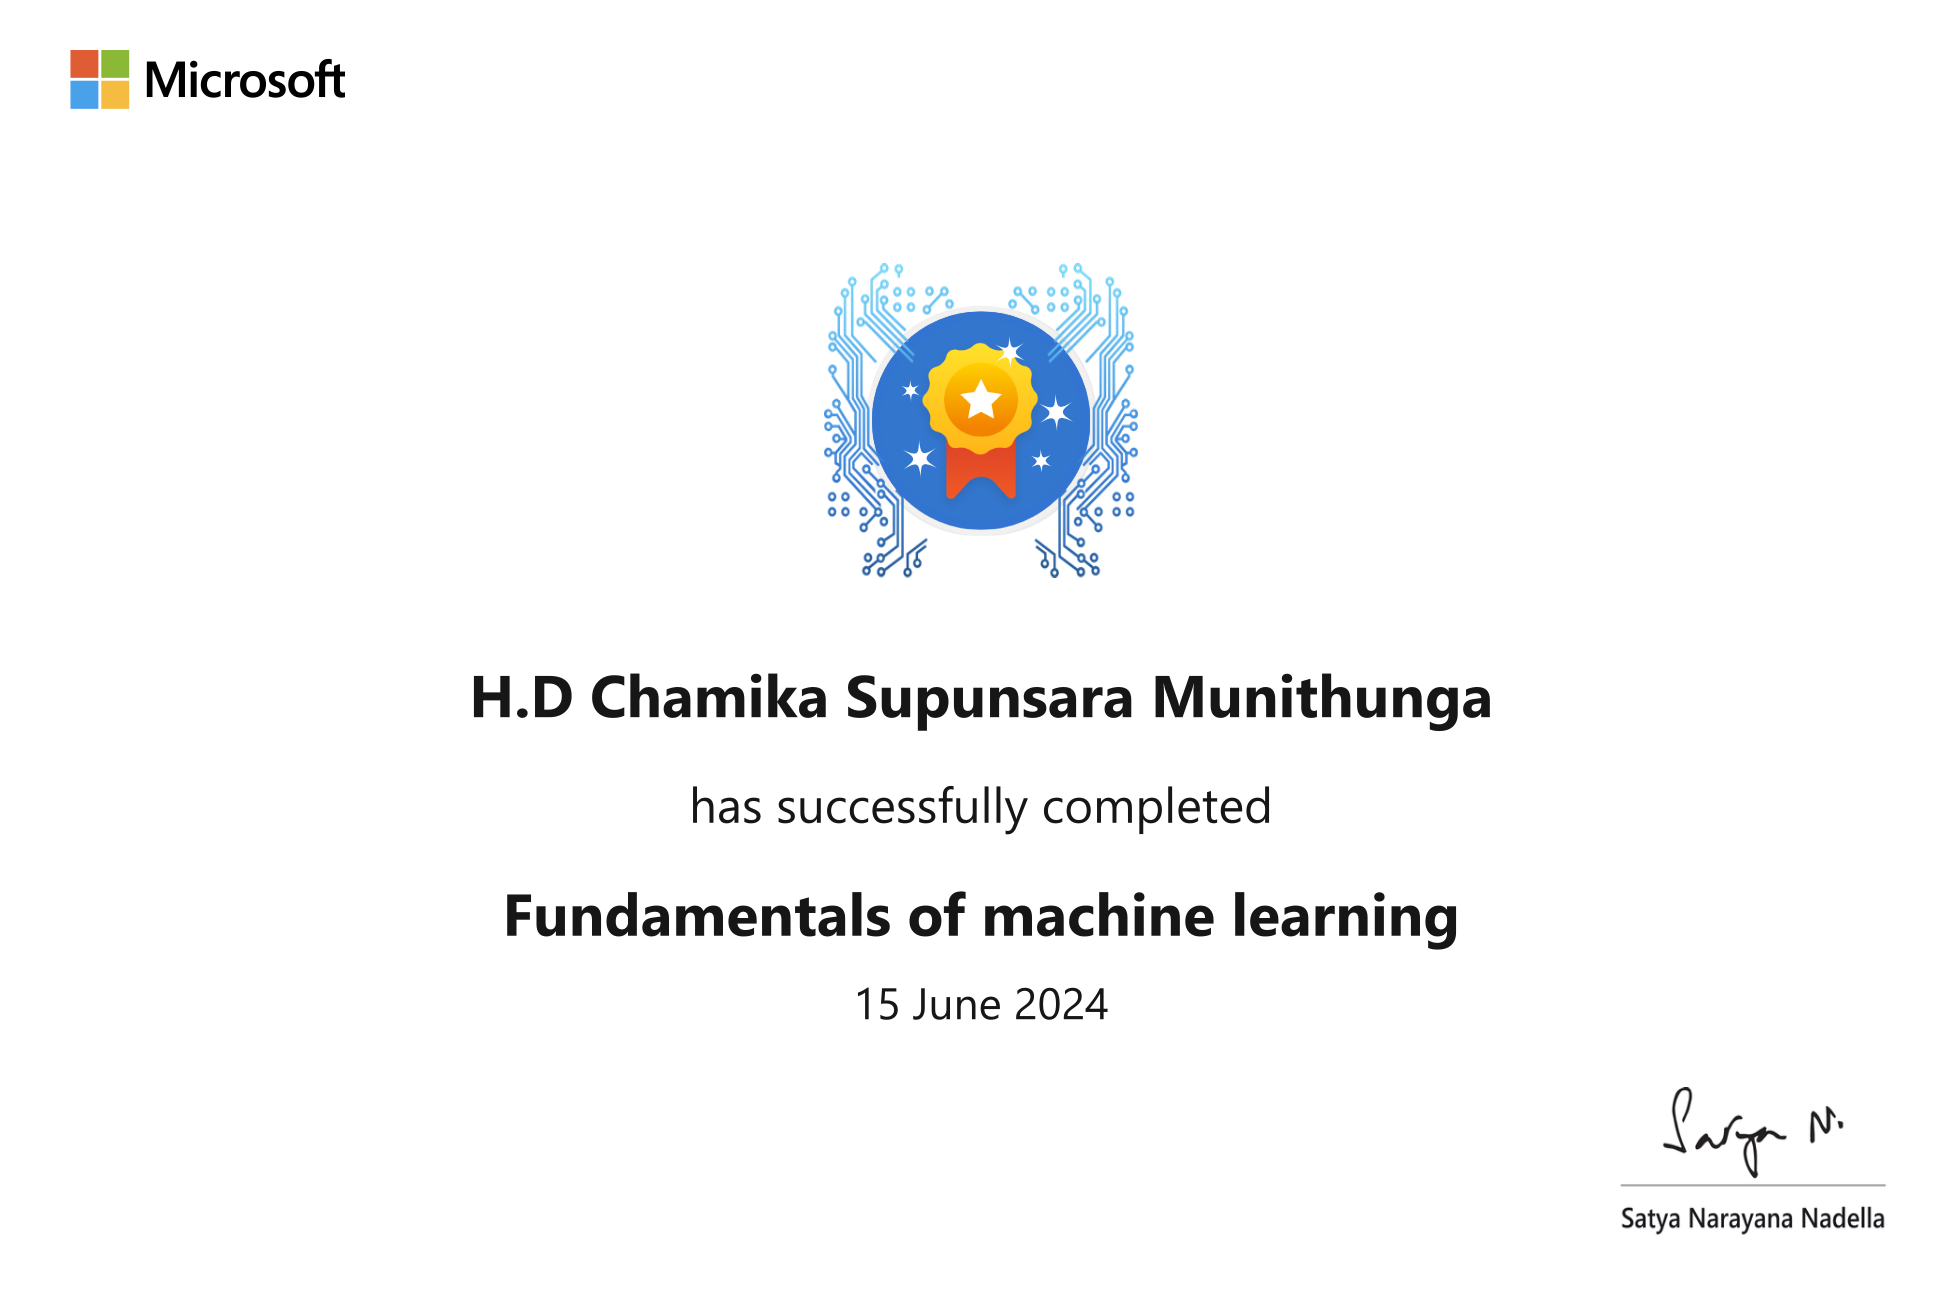 Microsoft
H.D Chamika Supunsara Munithunga
has successfully completed
Fundamentals of machine learning
15 June 2024
Satya N.
Satya Narayana Nadella